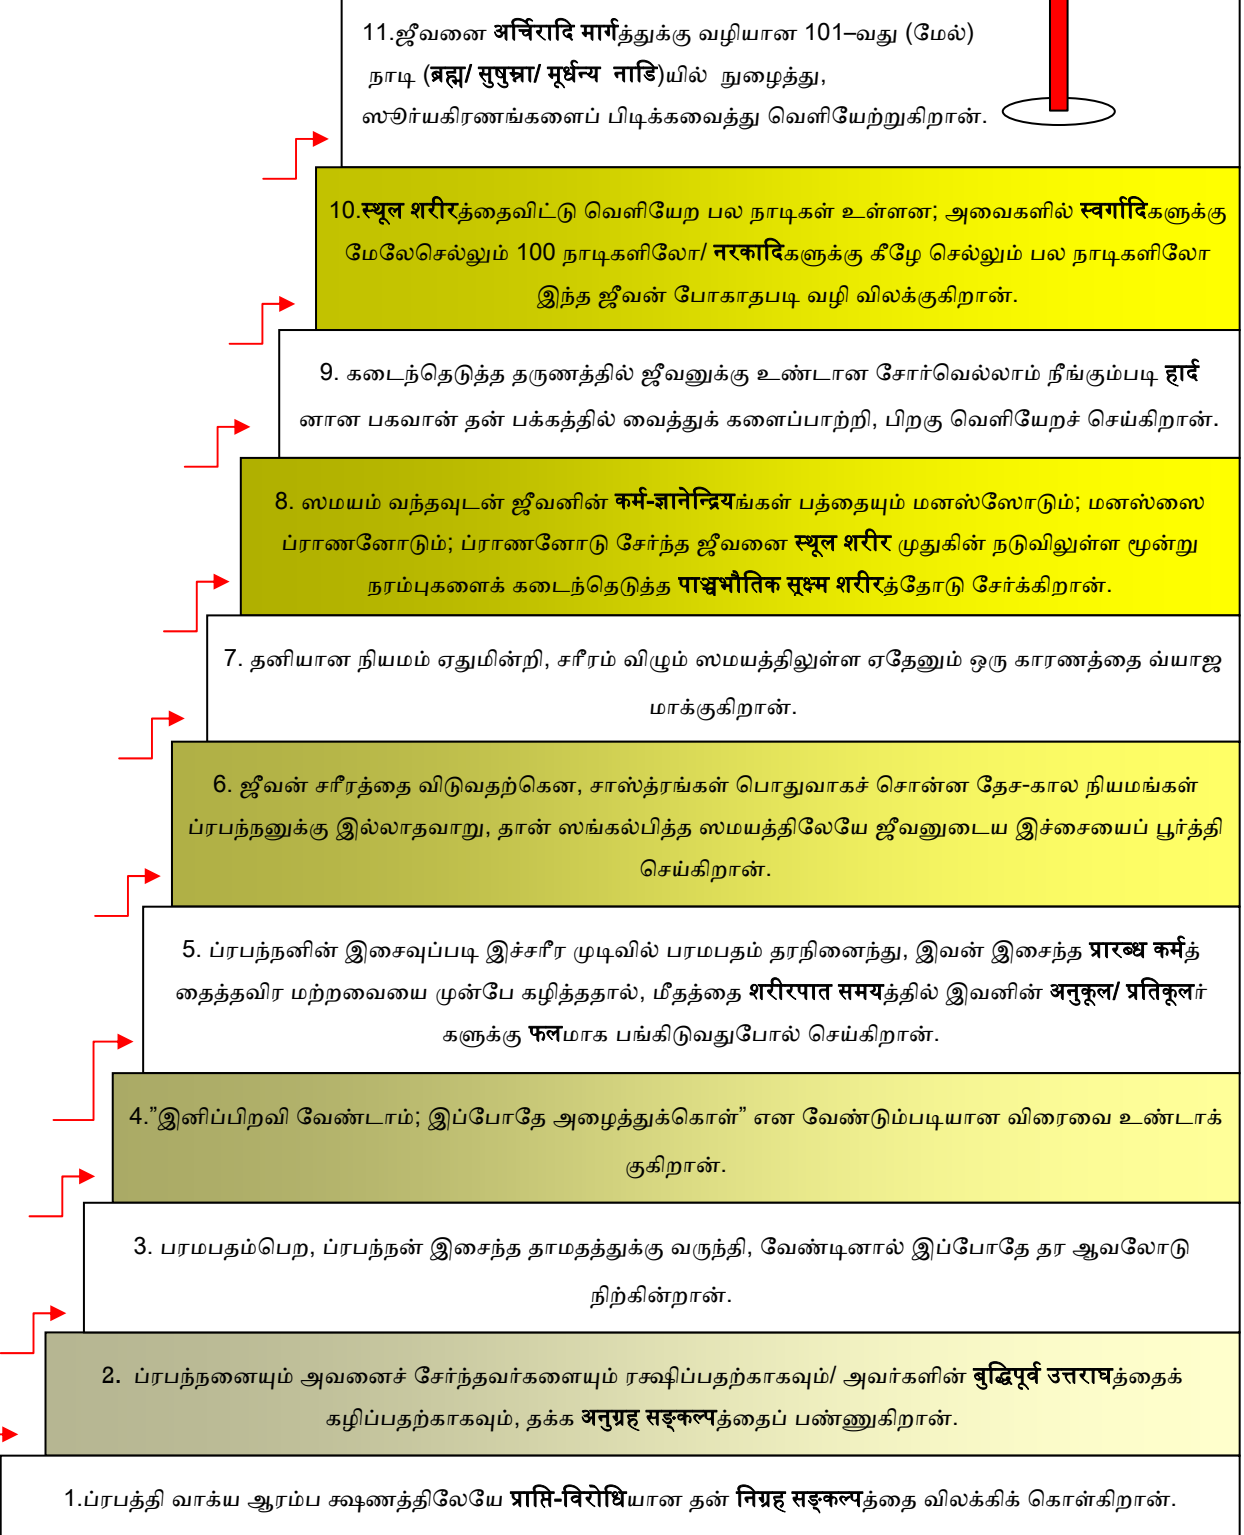 11.ஜீவனை अर्चिरादि मार्गத்துக்கு வழியான 101–வது (மேல்)
நாடி (ब्रह्म/ सुषुम्ना/ मूर्धन्य नाडि)யில் நுழைத்து,
ஸூர்யகிரணங்களைப் பிடிக்கவைத்து வெளியேற்றுகிறான்.
10.स्थूल शरीरத்தைவிட்டு வெளியேற பல நாடிகள் உள்ளன; அவைகளில் स्वर्गादिகளுக்கு
மேலேசெல்லும் 100 நாடிகளிலோ/ नरकादिகளுக்கு கீழே செல்லும் பல நாடிகளிலோ
இந்த ஜீவன் போகாதபடி வழி விலக்குகிறான்.
9. கடைந்தெடுத்த தருணத்தில் ஜீவனுக்கு உண்டான சோர்வெல்லாம் நீங்கும்படி हार्द
னான பகவான் தன் பக்கத்தில் வைத்துக் களைப்பாற்றி, பிறகு வெளியேறச் செய்கிறான்.
8. ஸமயம் வந்தவுடன் ஜீவனின் कर्म-ज्ञानेन्द्रियங்கள் பத்தையும் மனஸ்ஸோடும்; மனஸ்ஸை
ப்ராணனோடும்; ப்ராணனோடு சேர்ந்த ஜீவனை स्थूल शरीर முதுகின் நடுவிலுள்ள மூன்று
நரம்புகளைக் கடைந்தெடுத்த पाञ्चभौतिक सूक्ष्म शरीरத்தோடு சேர்க்கிறான்.
7. தனியான நியமம் ஏதுமின்றி, சரீரம் விழும் ஸமயத்திலுள்ள ஏதேனும் ஒரு காரணத்தை வ்யாஜ
மாக்குகிறான்.
6. ஜீவன் சரீரத்தை விடுவதற்கென, சாஸ்த்ரங்கள் பொதுவாகச் சொன்ன தேச-கால நியமங்கள்
ப்ரபந்நனுக்கு இல்லாதவாறு, தான் ஸங்கல்பித்த ஸமயத்திலேயே ஜீவனுடைய இச்சையைப் பூர்த்தி
செய்கிறான்.
5. ப்ரபந்நனின் இசைவுப்படி இச்சரீர முடிவில் பரமபதம் தரநினைந்து, இவன் இசைந்த प्रारब्ध कर्मத்
தைத்தவிர மற்றவையை முன்பே கழித்ததால், மீதத்தை शरीरपात समयத்தில் இவனின் अनुकूल/ प्रतिकूलர்
களுக்கு फलமாக பங்கிடுவதுபோல் செய்கிறான்.
4.”இனிப்பிறவி வேண்டாம்; இப்போதே அழைத்துக்கொள்” என வேண்டும்படியான விரைவை உண்டாக்
குகிறான்.
3. பரமபதம்பெற, ப்ரபந்நன் இசைந்த தாமதத்துக்கு வருந்தி, வேண்டினால் இப்போதே தர ஆவலோடு
நிற்கின்றான்.
2. ப்ரபந்நனையும் அவனைச் சேர்ந்தவர்களையும் ரக்ஷிப்பதற்காகவும்/ அவர்களின் बुद्धिपूर्व उत्तराघத்தைக்
கழிப்பதற்காகவும், தக்க अनुग्रह सङ्कल्पத்தைப் பண்ணுகிறான்.
1.ப்ரபத்தி வாக்ய ஆரம்ப க்ஷணத்திலேயே प्राप्ति-विरोधिயான தன் निग्रह सङ्कल्पத்தை விலக்கிக் கொள்கிறான்.